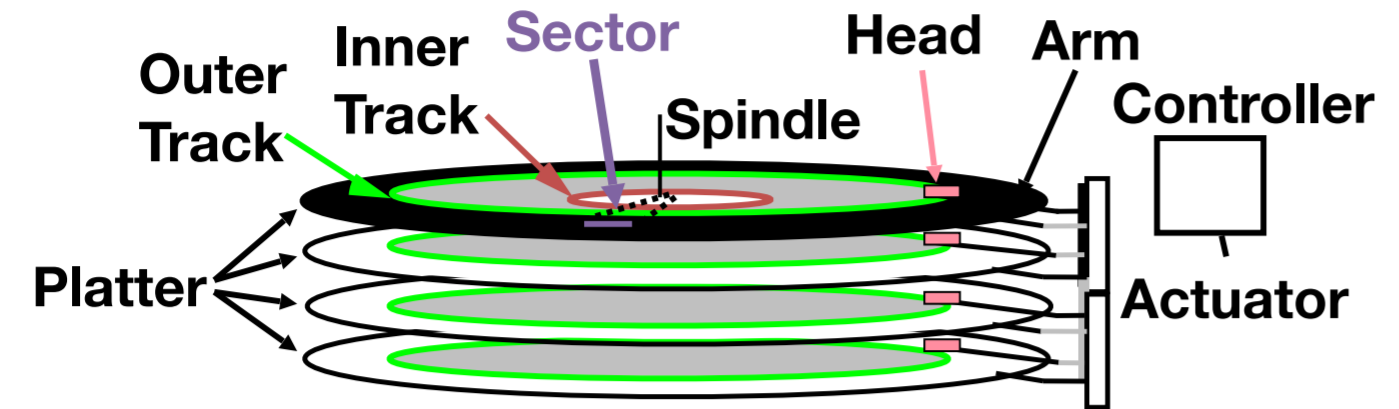 Outer
Track
Inner
Track
Sector
Spindle
Head
Arm
Controller
Platter
Actuator